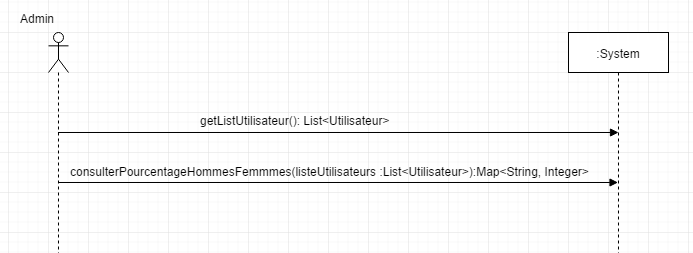 Admin
:System
getListUtilisateur(): List<Utilisateur>
consulterPourcentageHommesFemmmes(listeUtilisateurs :List<Utilisateur>):Map<String, Integer>